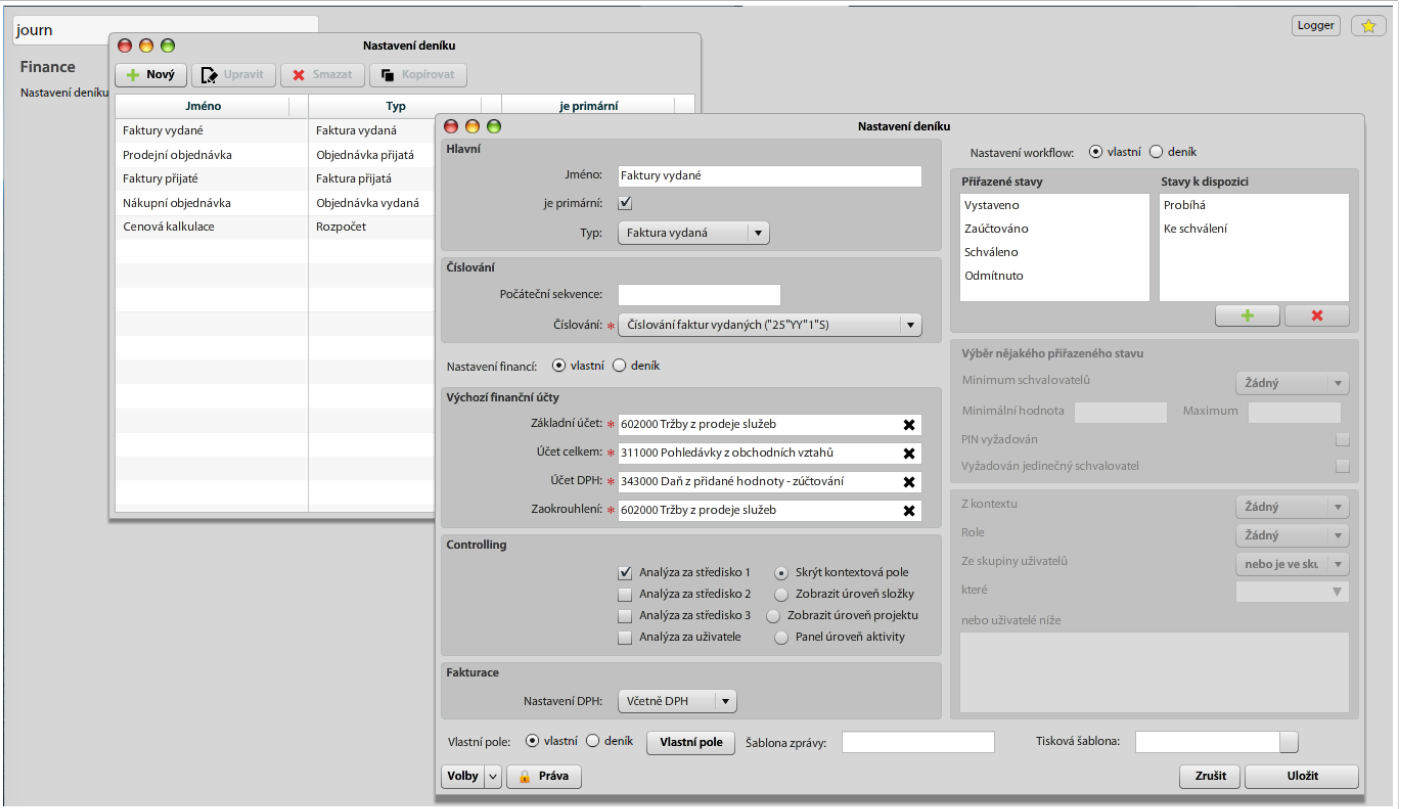 journ
Logger
Finance
Nastavení deníku
Nastavení deníku
Nový
Upravit
Smazat
Kopírovat
Jméno
Typ
je primární
Faktury vydané
Faktura vydaná
Prodejní objednávka
Objednávka přijatá
Faktury přijaté
Faktura přijatá
Nákupní objednávka
Objednávka vydaná
Cenová kalkulace
Rozpočet
Nastavení deníku
Hlavní
Jméno: Faktury vydané
je primární:
Typ: Faktura vydaná
Číslování
Počáteční sekvence:
Číslování: * Číslování faktur vydaných ("25"YY"1"S)
Nastavení financí: vlastní deník
Výchozí finanční účty
Základní účet: * 602000 Tržby z prodeje služeb
Účet celkem: * 311000 Pohledávky z obchodních vztahů
Účet DPH: * 343000 Daň z přidané hodnoty - zúčtování
Zaokrouhlení: * 602000 Tržby z prodeje služeb
Controlling
Analýza za středisko 1 Skrýt kontextová pole
Analýza za středisko 2 Zobrazit úroveň složky
Analýza za středisko 3 Zobrazit úroveň projektu
Analýza za uživatele Panel úroveň aktivity
Fakturace
Nastavení DPH: Včetně DPH
Nastavení workflow: vlastní deník
Přiřazené stavy
Stavy k dispozici
Vystaveno
Probíhá
Zaúčtováno
Ke schválení
Schváleno
Odmítnuto
Výběr nějakého přiřazeného stavu
Minimum schvalovatelů Žádný
Minimální hodnota Maximum
PIN vyžadován
Vyžadován jedinečný schvalovatel
Z kontextu Žádný
Role Žádný
Ze skupiny uživatelů nebo je ve sku
které
nebo uživatelé níže
Vlastní pole: vlastní deník Vlastní pole Šablona zprávy: Tisková šablona:
Volby Práva Zrušit Uložit